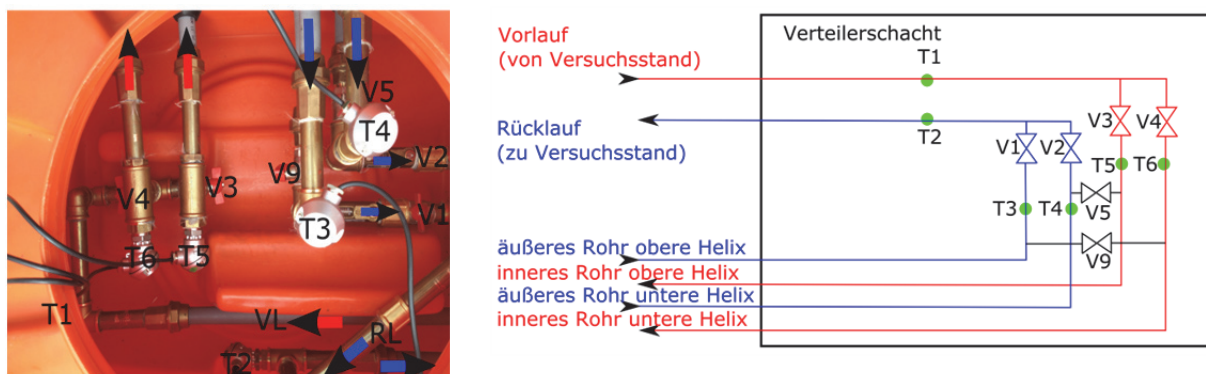 V5
T4
V2
V9
V4
V3
V1
T3
T6
T5
T1
VL
RL
T2
Vorlauf
(von Versuchsstand)
Verteilerschacht
T1
Rücklauf
(zu Versuchsstand)
T2
V3
V4
V1
V2
T5
T6
T3
T4
V5
V9
äußeres Rohr obere Helix
inneres Rohr obere Helix
äußeres Rohr untere Helix
inneres Rohr untere Helix